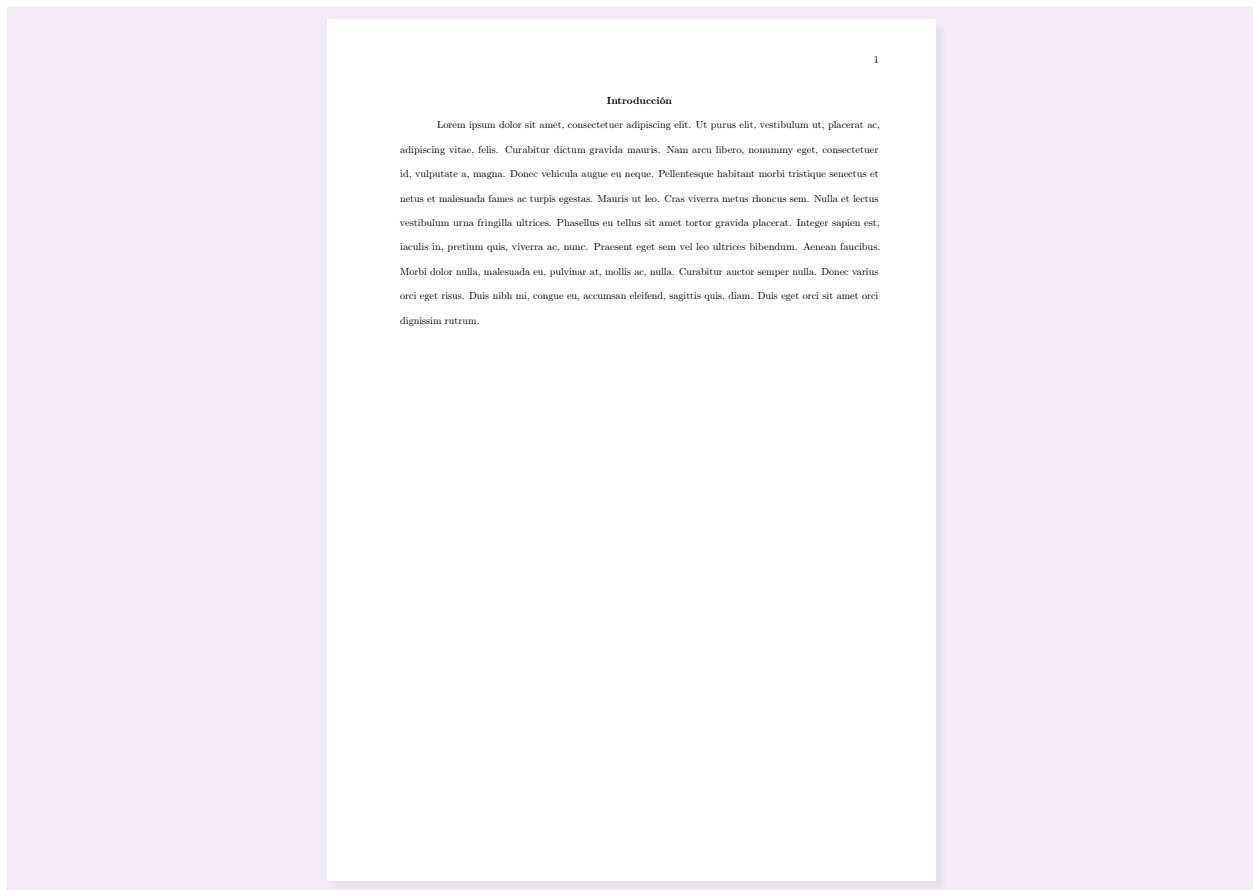 1
Introducción
Lorem ipsum dolor sit amet, consectetuer adipiscing elit. Ut purus elit, vestibulum ut, placerat ac,
adipiscing vitae, felis. Curabitur dictum gravida mauris. Nam arcu libero, nonummy eget, consectetuer
id, vulputate a, magna. Donec vehicula augue eu neque. Pellentesque habitant morbi tristique senectus et
netus et malesuada fames ac turpis egestas. Mauris ut leo. Cras viverra metus rhoncus sem. Nulla et lectus
vestibulum urna fringilla ultrices. Phasellus eu tellus sit amet tortor gravida placerat. Integer sapien est,
iaculis in, pretium quis, viverra ac, nunc. Praesent eget sem vel leo ultrices bibendum. Aenean faucibus.
Morbi dolor nulla, malesuada eu, pulvinar at, mollis ac, nulla. Curabitur auctor semper nulla. Donec varius
orci eget risus. Duis nibh mi, congue eu, accumsan eleifend, sagittis quis, diam. Duis eget orci sit amet orci
dignissim rutrum.